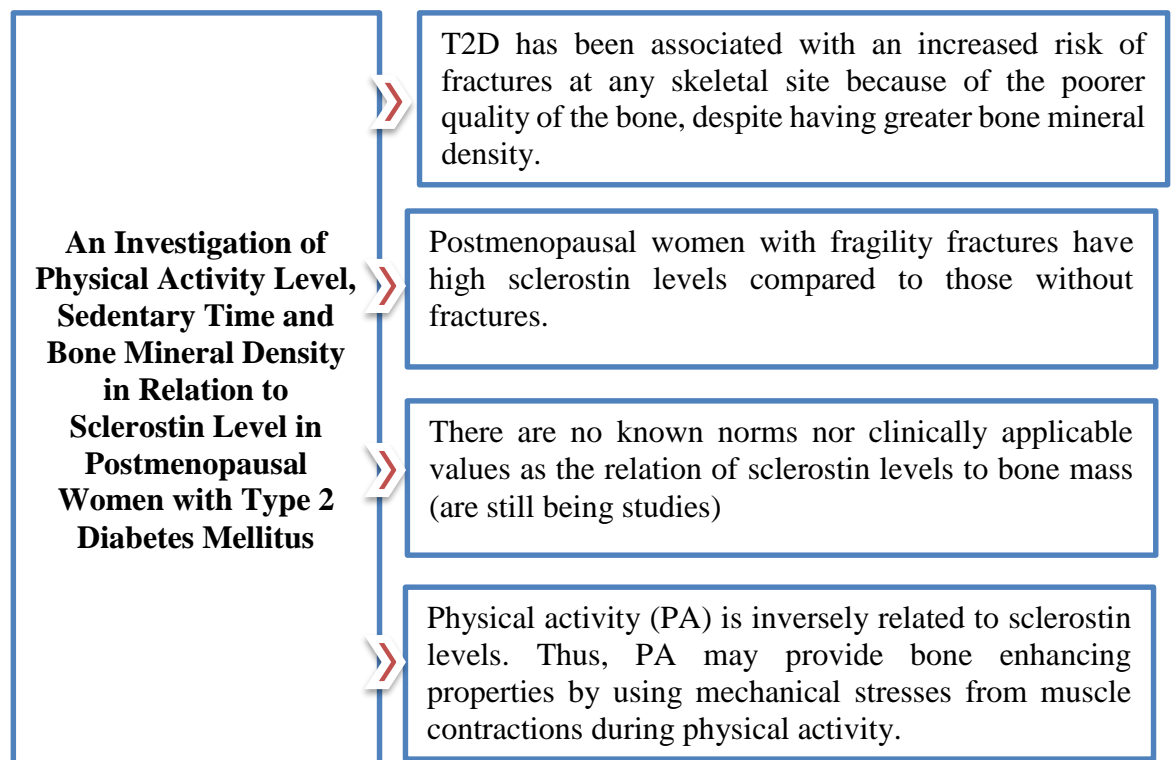 An Investigation of
Physical Activity Level,
Sedentary Time and
Bone Mineral Density
in Relation to
Sclerostin Level in
Postmenopausal
Women with Type 2
Diabetes Mellitus
T2D has been associated with an increased risk of
fractures at any skeletal site because of the poorer
quality of the bone, despite having greater bone mineral
density.
Postmenopausal women with fragility fractures have
high sclerostin levels compared to those without
fractures.
There are no known norms nor clinically applicable
values as the relation of sclerostin levels to bone mass
(are still being studies)
Physical activity (PA) is inversely related to sclerostin
levels. Thus, PA may provide bone enhancing
properties by using mechanical stresses from muscle
contractions during physical activity.